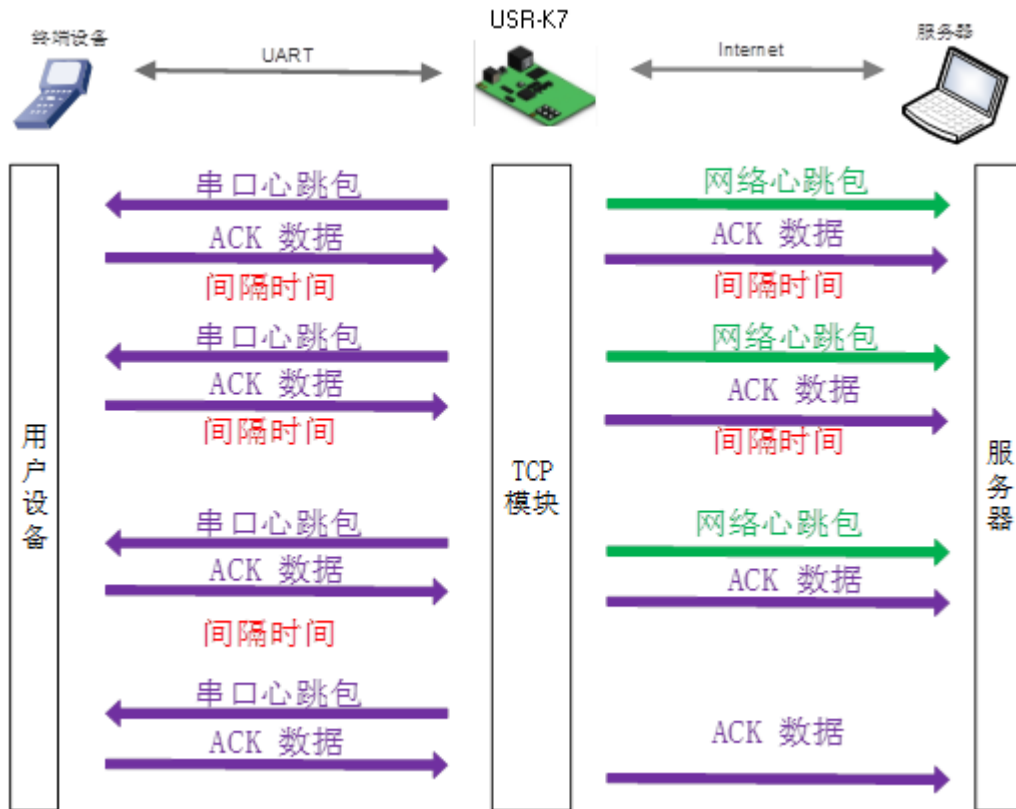 USR-K7
终端设备
UART
Internet
服务器
串口心跳包
网络心跳包
ACK 数据
ACK 数据
间隔时间
间隔时间
串口心跳包
网络心跳包
ACK 数据
ACK 数据
间隔时间
间隔时间
用户设备
TCP
模块
服务器
串口心跳包
网络心跳包
ACK 数据
ACK 数据
间隔时间
串口心跳包
ACK 数据
ACK 数据